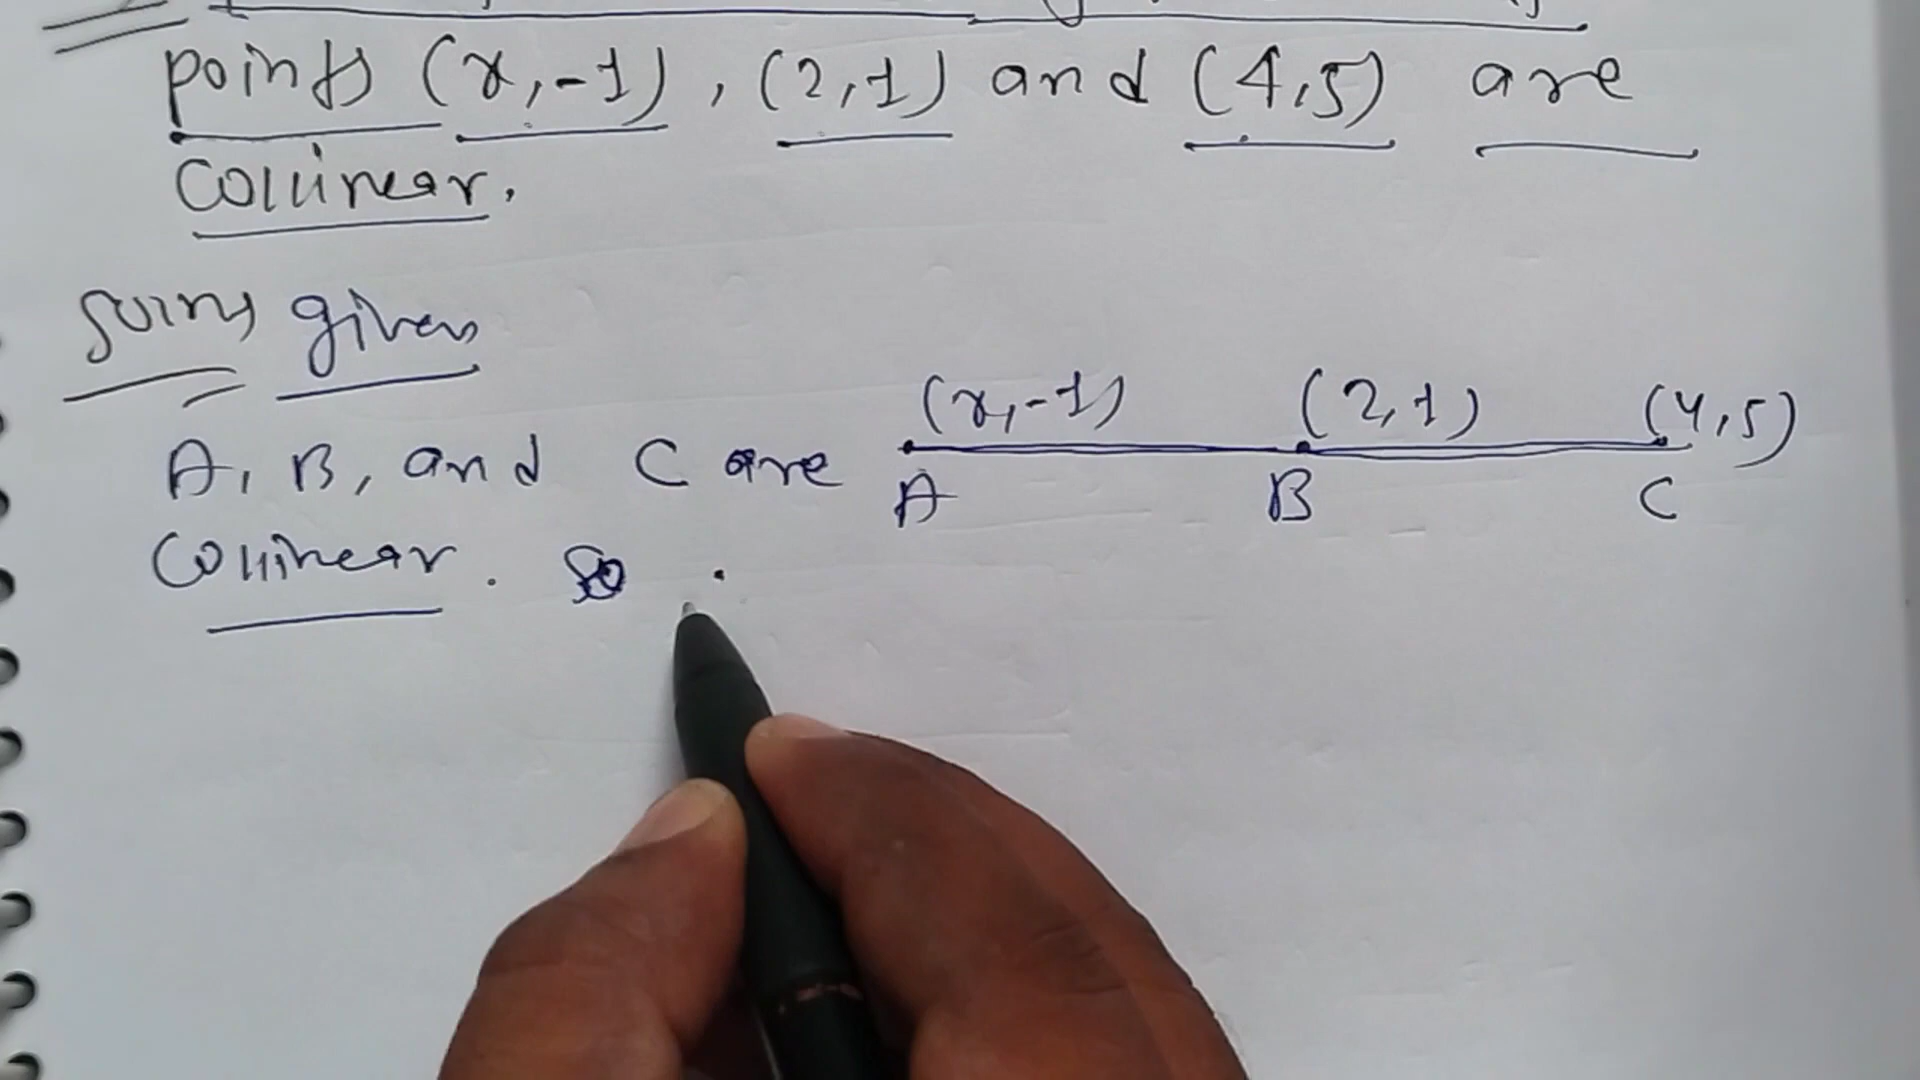 points (x,-1), (2,1) and (4,5) are
Collinear.
Solns given
A, B, and C are
Collinear. So
(x,-1) (2,1) (4,5)
A B C